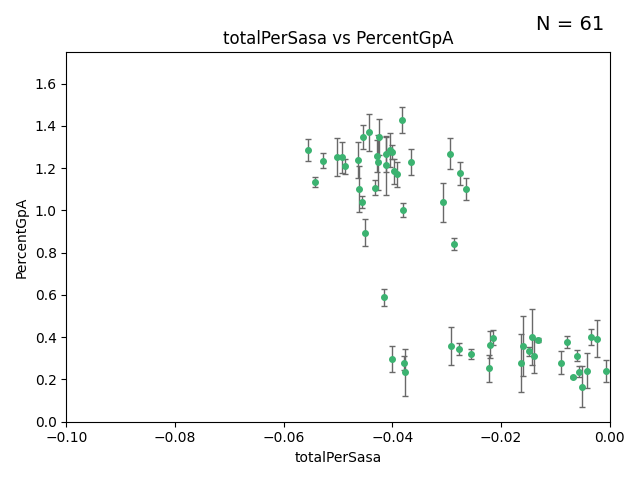 N = 61
totalPerSasa vs PercentGpA
PercentGpA
1.6
1.4
1.2
1.0
0.8
0.6
0.4
0.2
0.0
−0.10 −0.08 −0.06 −0.04 −0.02 0.00
totalPerSasa